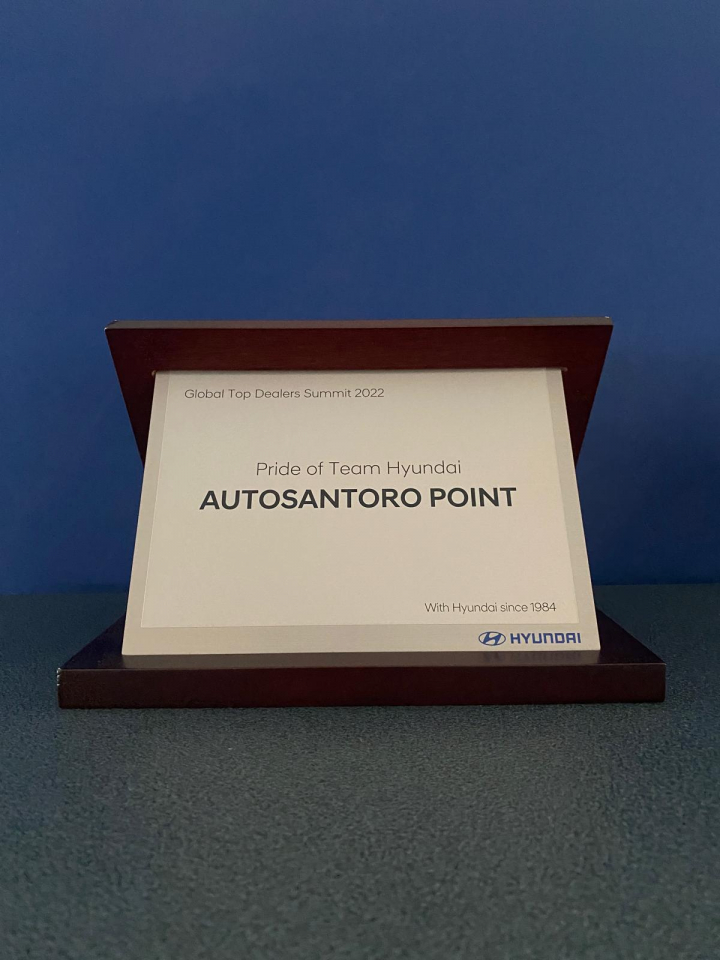 Global Top Dealers Summit 2022
Pride of Team Hyundai
AUTOSANTORO POINT
With Hyundai since 1984
HYUNDAI